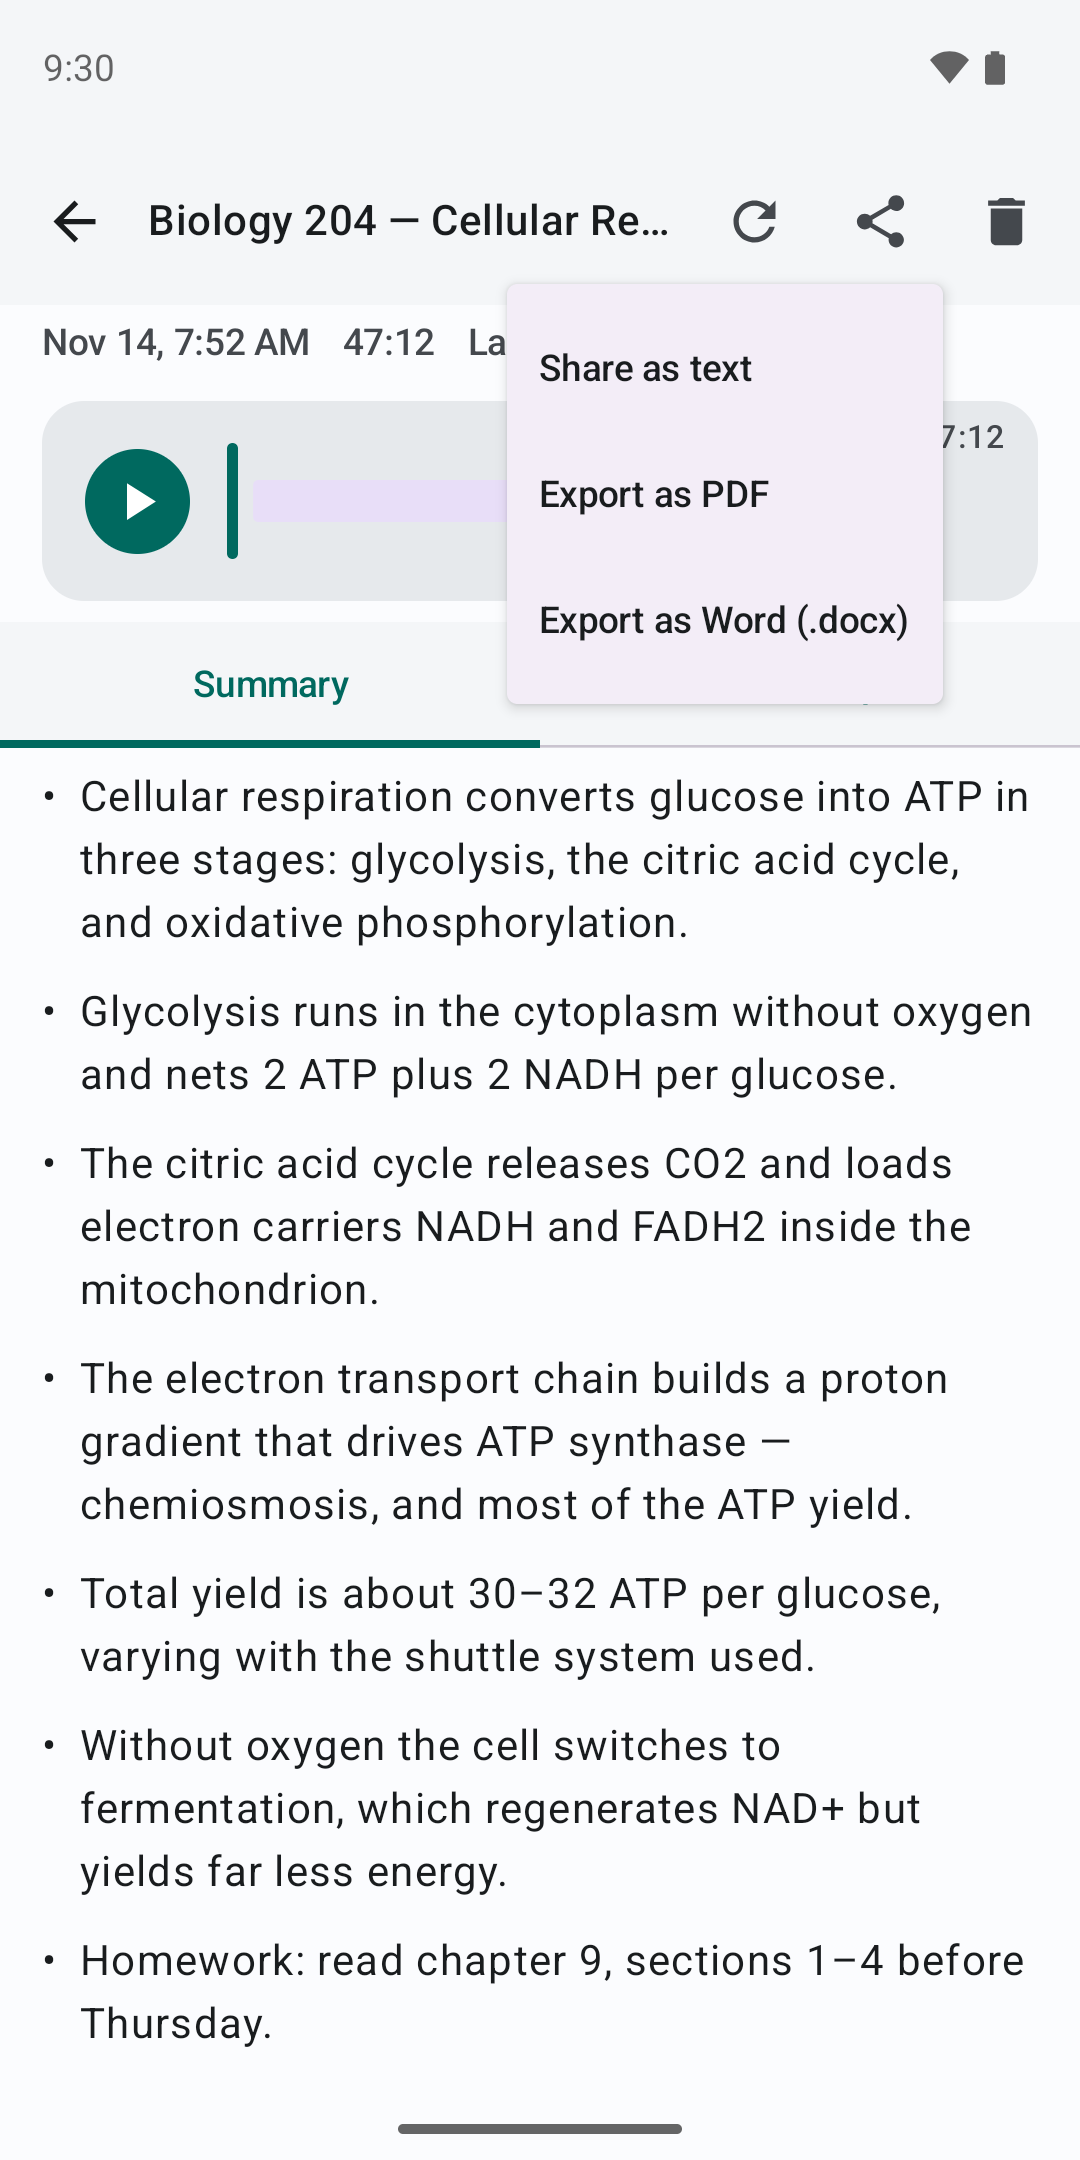 9:30
Biology 204 — Cellular Re...
Nov 14, 7:52 AM 47:12
Share as text
7:12
Export as PDF
Export as Word (.docx)
Summary
• Cellular respiration converts glucose into ATP in
three stages: glycolysis, the citric acid cycle,
and oxidative phosphorylation.
• Glycolysis runs in the cytoplasm without oxygen
and nets 2 ATP plus 2 NADH per glucose.
• The citric acid cycle releases CO2 and loads
electron carriers NADH and FADH2 inside the
mitochondrion.
• The electron transport chain builds a proton
gradient that drives ATP synthase —
chemiosmosis, and most of the ATP yield.
• Total yield is about 30–32 ATP per glucose,
varying with the shuttle system used.
• Without oxygen the cell switches to
fermentation, which regenerates NAD+ but
yields far less energy.
• Homework: read chapter 9, sections 1–4 before
Thursday.